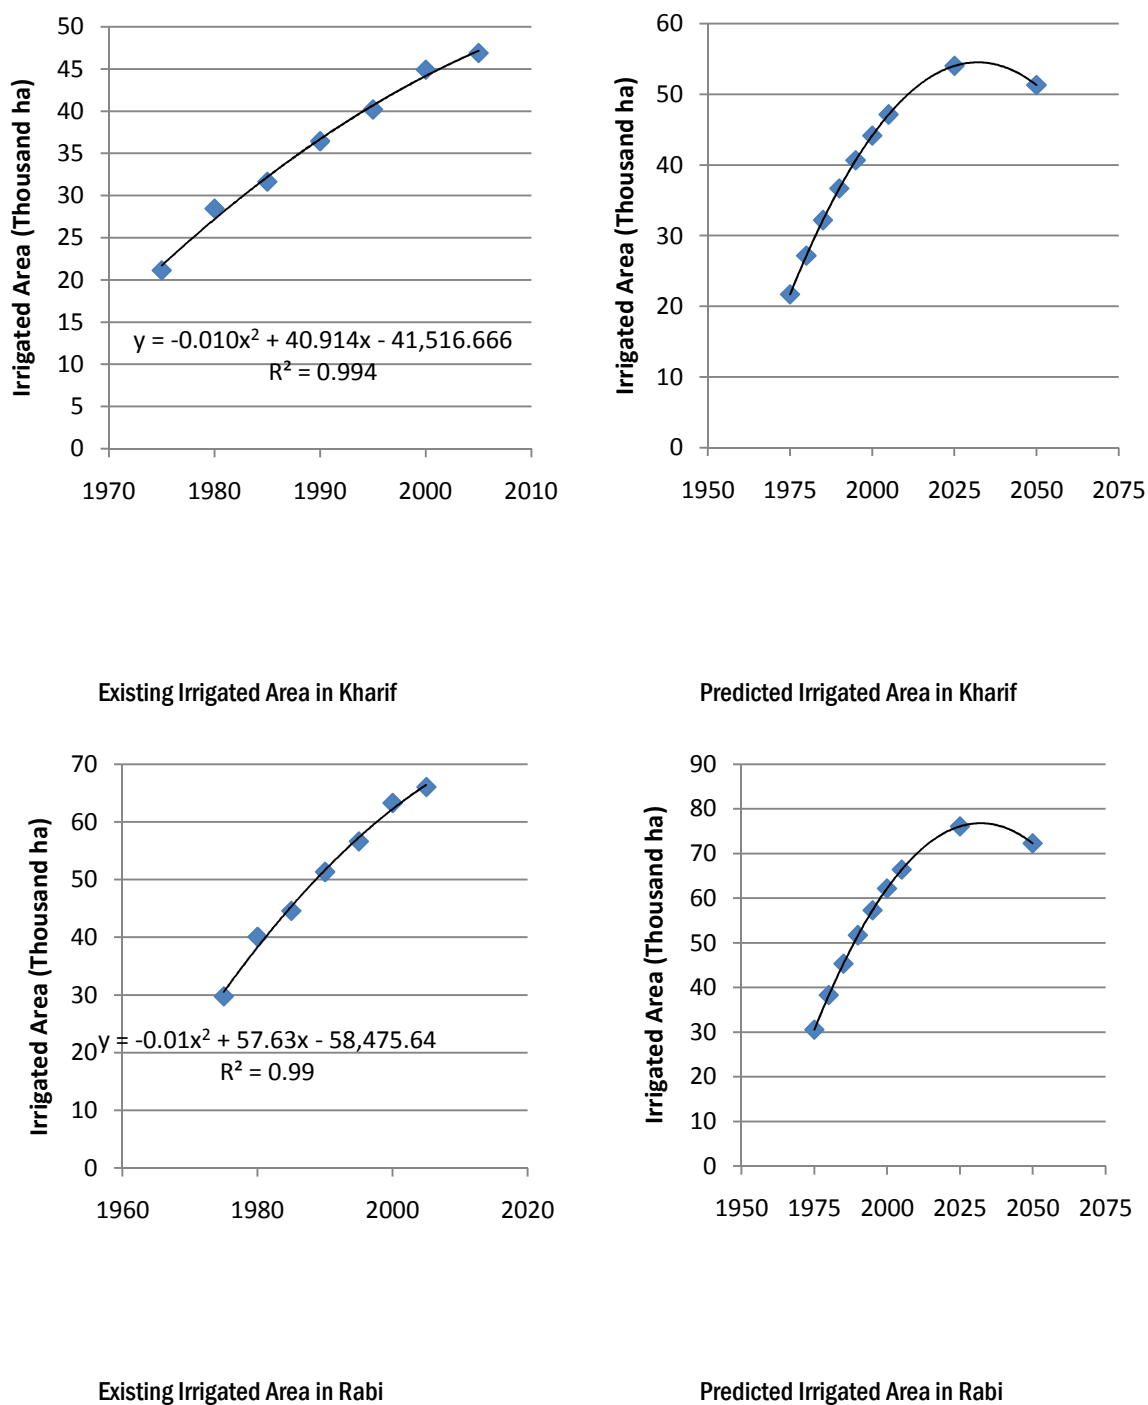 50
45
40
35
30
25
20
15
10
5
0
Irrigated Area (Thousand ha)
y = -0.010x² + 40.914x - 41,516.666
R² = 0.994
1970 1980 1990 2000 2010
60
50
40
30
20
10
0
Irrigated Area (Thousand ha)
1950 1975 2000 2025 2050 2075
Existing Irrigated Area in Kharif
Predicted Irrigated Area in Kharif
70
60
50
40
30
20
10
0
Irrigated Area (Thousand ha)
y = -0.01x² + 57.63x - 58,475.64
R² = 0.99
1960 1980 2000 2020
90
80
70
60
50
40
30
20
10
0
Irrigated Area (Thousand ha)
1950 1975 2000 2025 2050 2075
Existing Irrigated Area in Rabi
Predicted Irrigated Area in Rabi